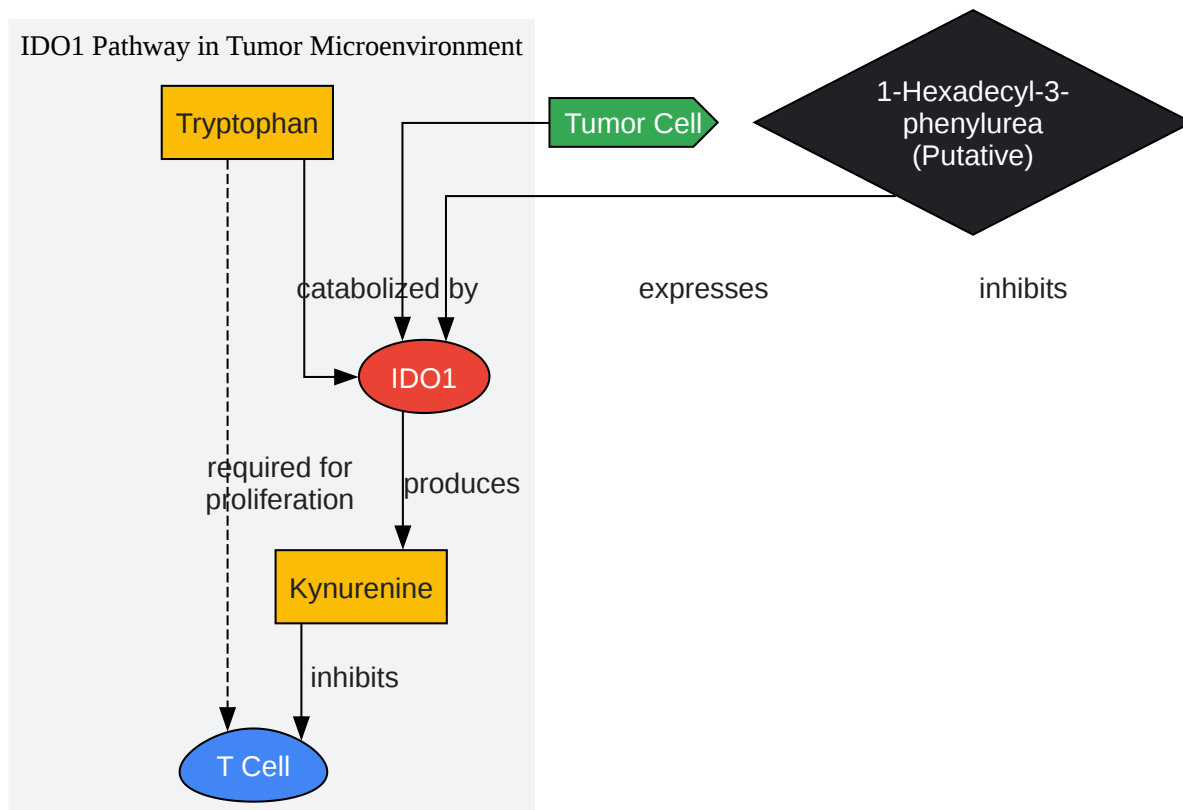 IDO1 Pathway in Tumor Microenvironment
Tryptophan
Tumor Cell
1-Hexadecyl-3-
phenylurea
(Putative)
catabolized by
expresses
inhibits
IDO1
required for
proliferation
produces
Kynurenine
inhibits
T Cell